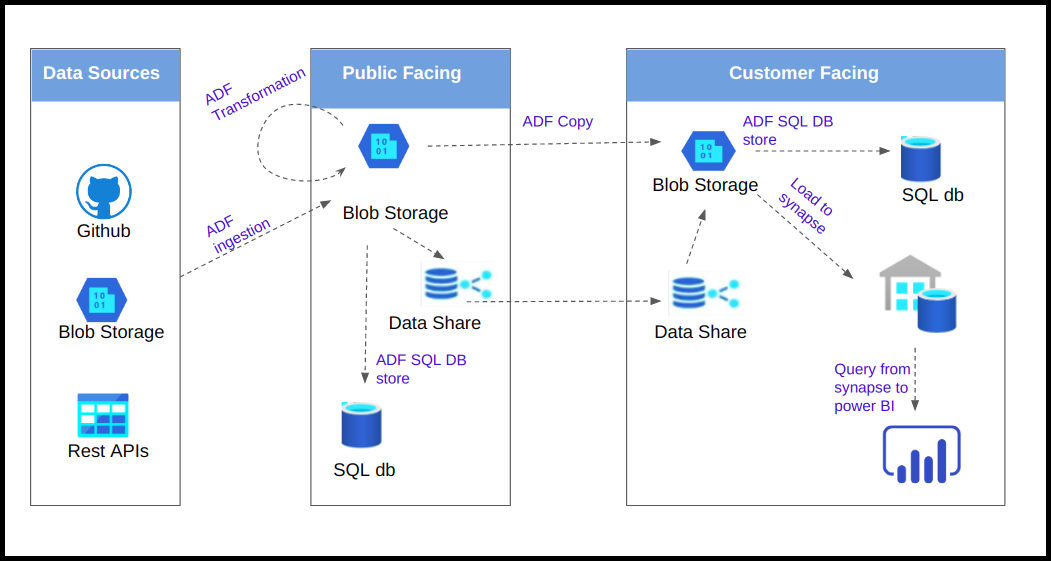 Data Sources
Public Facing
Customer Facing
ADF
Transformation
ADF Copy
ADF SQL DB
store
10
01
Blob Storage
10
01
Blob Storage
SQL db
Github
ADF
ingestion
Load to
synapse
10
01
Blob Storage
Data Share
Data Share
ADF SQL DB
store
Query from
synapse to
power BI
Rest APIs
SQL db